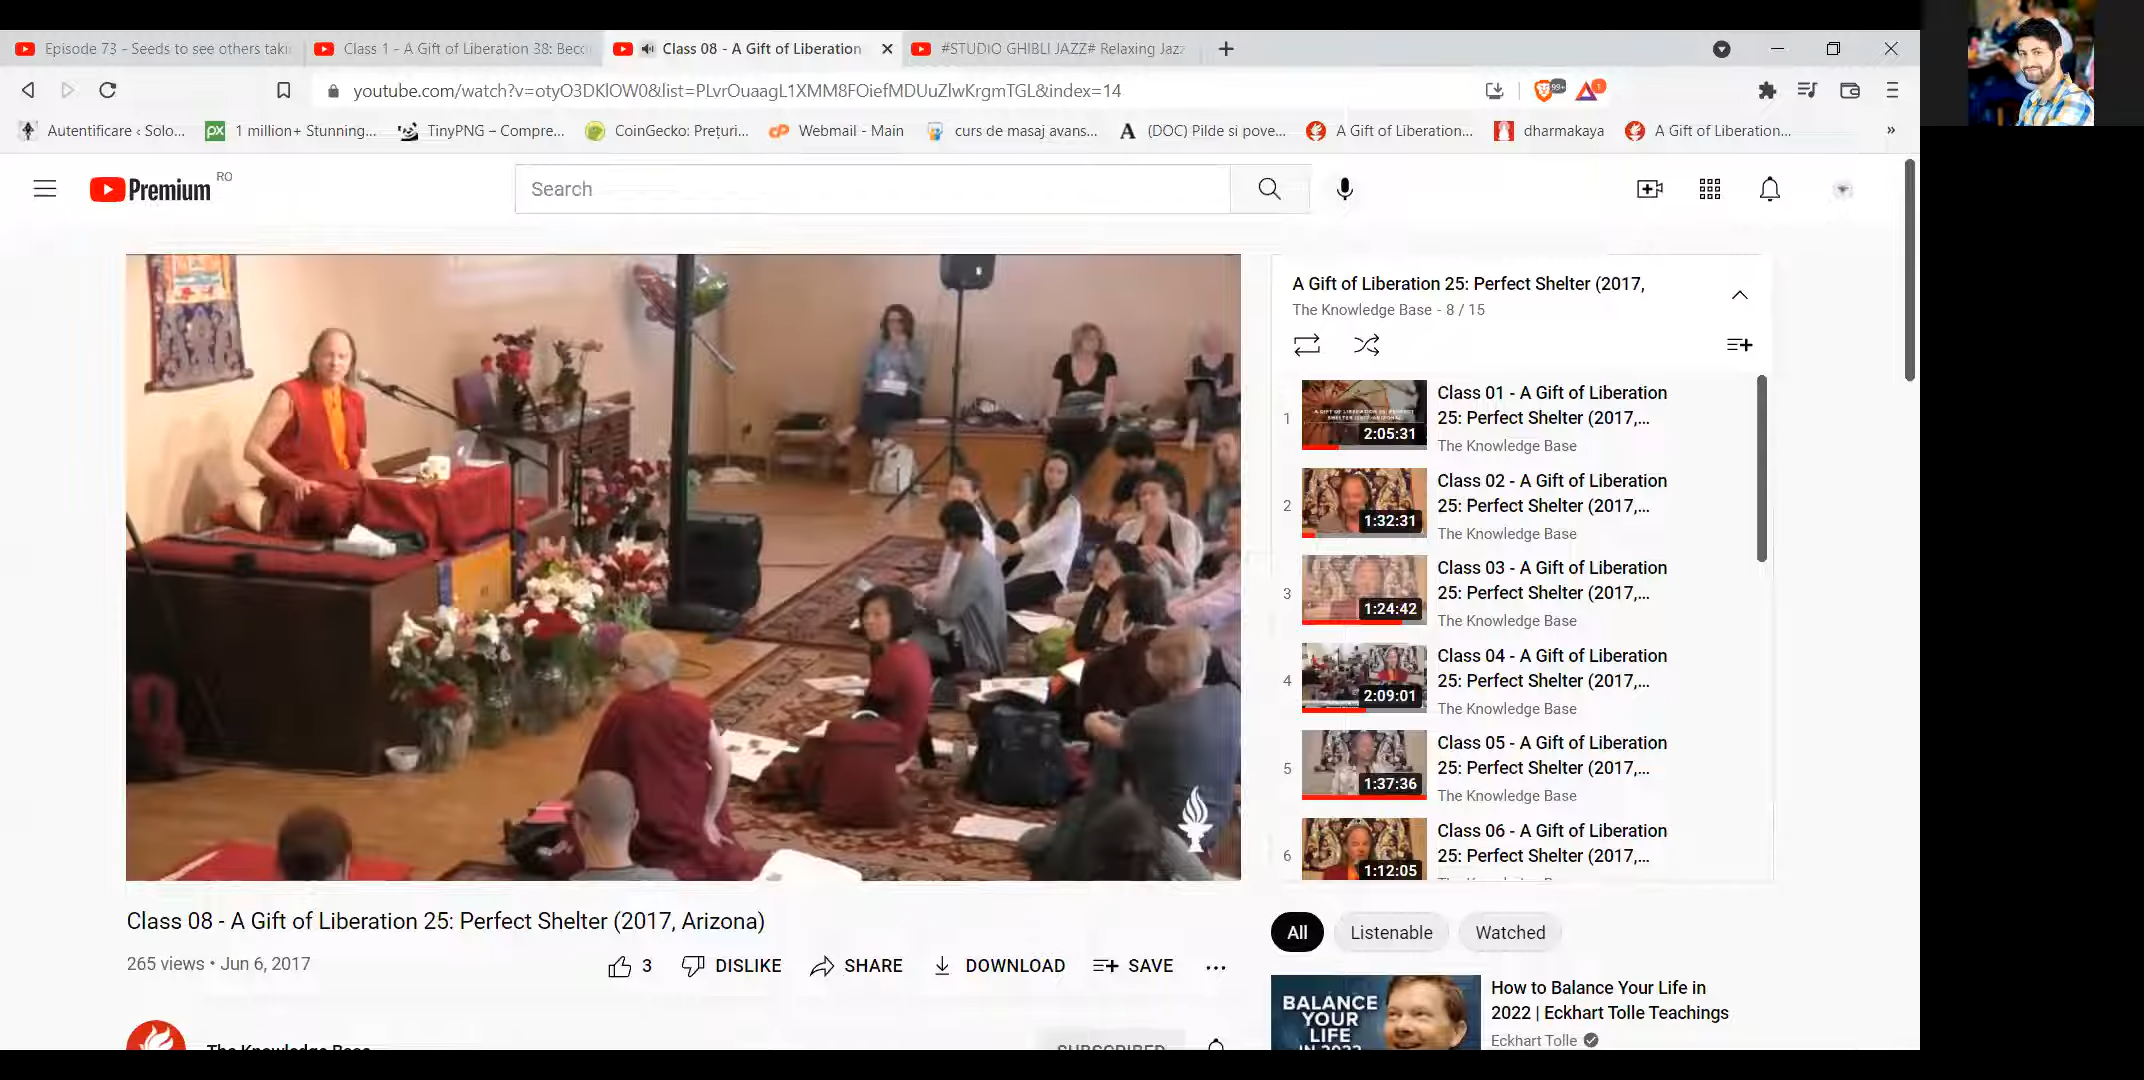 Episode 73 - Seeds to see others taki
Class 1 - A Gift of Liberation 38: Beco
Class 08 - A Gift of Liberation
#STUDIO GHIBLI JAZZ# Relaxing Jazz
youtube.com/watch?v=otyO3DKlOW0&list=PLvrOuaagL1XMM8FOiefMDUuZlwKrgmTGL&index=14
99+
1
Autentificare ‹ Solo...
px
1 million+ Stunning...
TinyPNG – Compre...
CoinGecko: Prețuri...
cP
Webmail - Main
curs de masaj avans...
A
(DOC) Pilde si pove...
A Gift of Liberation...
dharmakaya
A Gift of Liberation...
»
Premium RO
Search
A Gift of Liberation 25: Perfect Shelter (2017,
The Knowledge Base - 8 / 15
1
2:05:31
Class 01 - A Gift of Liberation
25: Perfect Shelter (2017,...
The Knowledge Base
2
1:32:31
Class 02 - A Gift of Liberation
25: Perfect Shelter (2017,...
The Knowledge Base
3
1:24:42
Class 03 - A Gift of Liberation
25: Perfect Shelter (2017,...
The Knowledge Base
4
2:09:01
Class 04 - A Gift of Liberation
25: Perfect Shelter (2017,...
The Knowledge Base
5
1:37:36
Class 05 - A Gift of Liberation
25: Perfect Shelter (2017,...
The Knowledge Base
6
1:12:05
Class 06 - A Gift of Liberation
25: Perfect Shelter (2017,...
Class 08 - A Gift of Liberation 25: Perfect Shelter (2017, Arizona)
265 views • Jun 6, 2017
3
DISLIKE
SHARE
DOWNLOAD
SAVE
All
Listenable
Watched
BALANCE
YOUR
LIFE
IN 2022
How to Balance Your Life in
2022 | Eckhart Tolle Teachings
Eckhart Tolle
The Knowledge Base
SUBSCRIBED